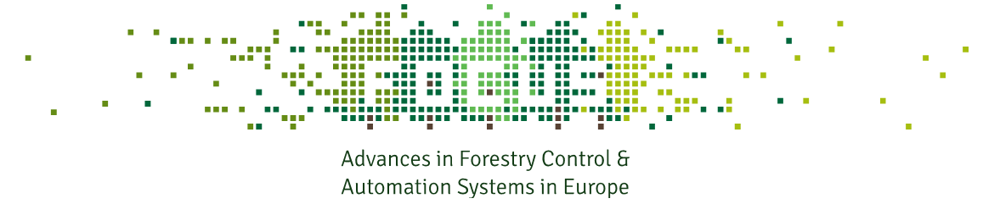 Advances in Forestry Control &
Automation Systems in Europe